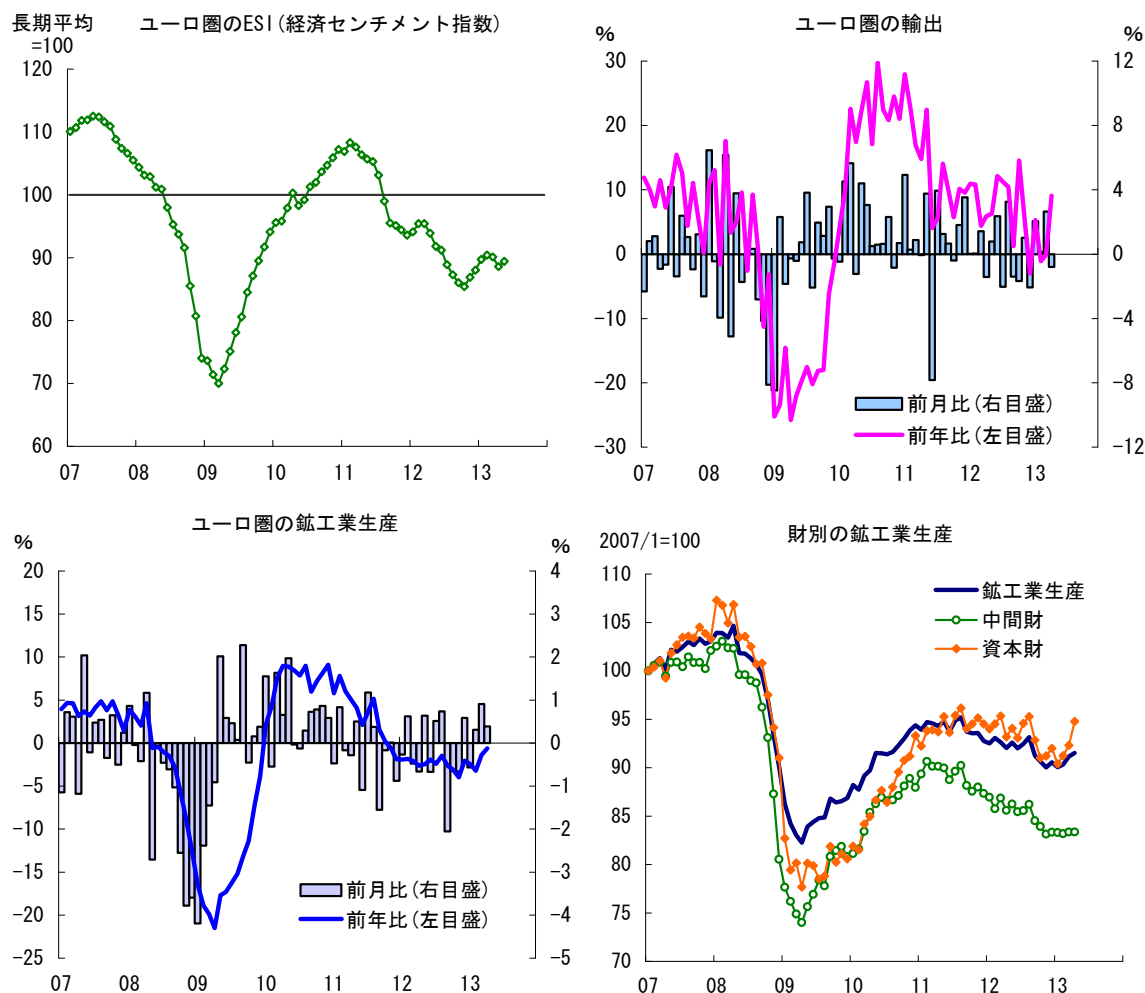 長期平均
=100
ユーロ圏のESI(経済センチメント指数)
120
110
100
90
80
70
60
07 08 09 10 11 12 13
ユーロ圏の輸出
% %
30 12
20 8
10 4
0 0
-10 -4
-20 -8
-30 -12
前月比(右目盛)
前年比(左目盛)
07 08 09 10 11 12 13
ユーロ圏の鉱工業生産
% %
20 4
15 3
10 2
5 1
0 0
-5 -1
-10 -2
-15 -3
-20 -4
-25 -5
前月比(右目盛)
前年比(左目盛)
07 08 09 10 11 12 13
財別の鉱工業生産
2007/1=100
110
105
100
95
90
85
80
75
70
鉱工業生産
中間財
資本財
07 08 09 10 11 12 13